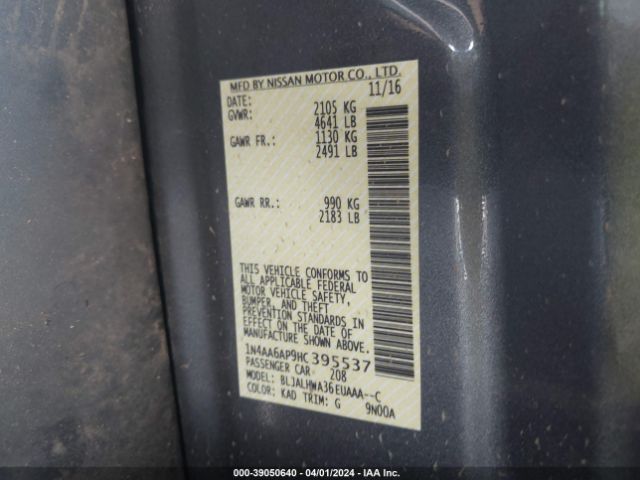 MFD BY NISSAN MOTOR CO., LTD.
DATE: 11/16
GVWR: 2105 KG
4641 LB
GAWR FR.: 1130 KG
2491 LB
GAWR RR.: 990 KG
2183 LB
THIS VEHICLE CONFORMS TO
ALL APPLICABLE FEDERAL
MOTOR VEHICLE SAFETY,
BUMPER, AND THEFT
PREVENTION STANDARDS IN
EFFECT ON THE DATE OF
MANUFACTURE SHOWN ABOVE.
1N4AA6AP9HC 395537
PASSENGER CAR 208
MODEL: BLJALHWA36EUAAA--C
COLOR: KAD TRIM: G 9N00A
000-39050640 / 04/01/2024 - IAA Inc.